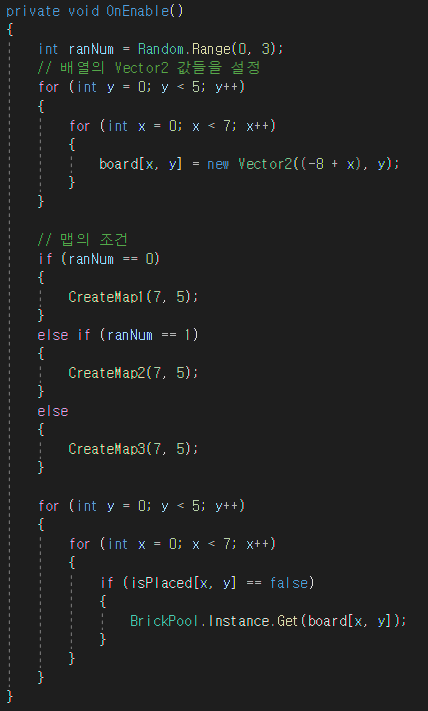 private void OnEnable()
{
int ranNum = Random.Range(0, 3);
// 배열의 Vector2 값들을 설정
for (int y = 0; y < 5; y++)
{
for (int x = 0; x < 7; x++)
{
board[x, y] = new Vector2((-8 + x), y);
}
}
// 맵의 조건
if (ranNum == 0)
{
CreateMap1(7, 5);
}
else if (ranNum == 1)
{
CreateMap2(7, 5);
}
else
{
CreateMap3(7, 5);
}
for (int y = 0; y < 5; y++)
{
for (int x = 0; x < 7; x++)
{
if (isPlaced[x, y] == false)
{
BrickPool.Instance.Get(board[x, y]);
}
}
}
}